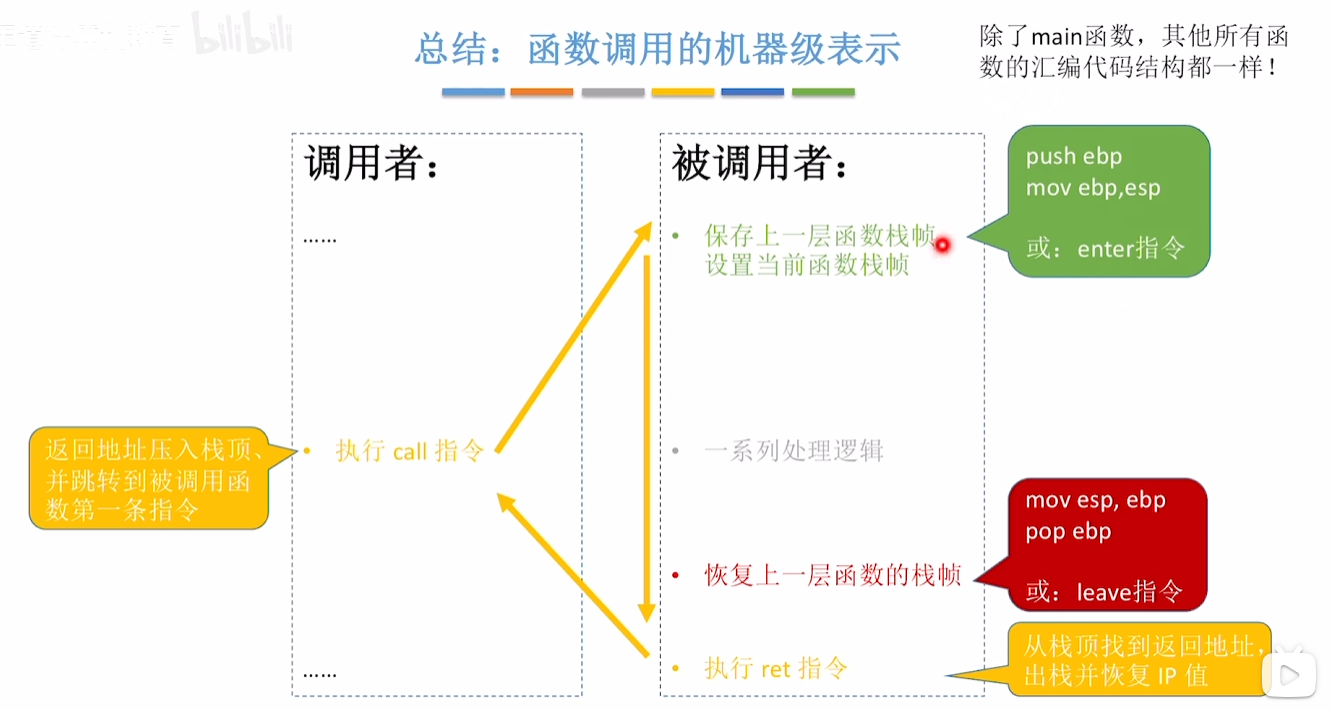 bilibili
总结：函数调用的机器级表示
除了main函数，其他所有函
数的汇编代码结构都一样！
调用者：
……
• 执行 call 指令
……
返回地址压入栈顶、
并跳转到被调用函
数第一条指令
被调用者：
• 保存上一层函数栈帧、
设置当前函数栈帧
• 一系列处理逻辑
• 恢复上一层函数的栈帧
• 执行 ret 指令
push ebp
mov ebp,esp
或：enter指令
mov esp, ebp
pop ebp
或：leave指令
从栈顶找到返回地址，
出栈并恢复 IP 值